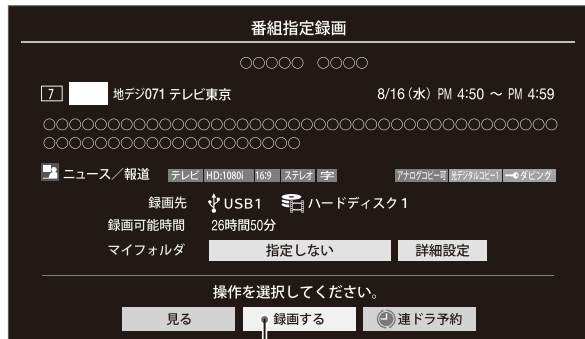 番組指定録画
○○○○○ ○○○○
7 地デジ071 テレビ東京 8/16(水) PM 4:50 ～ PM 4:59
○○○○○○○○○○○○○○○○○○○○○○○○○○○○○○○○○○○○○○○○
○○○○○○○○○○○○○○○○○○○○
ニュース／報道 テレビ HD:1080i 16:9 ステレオ 字 アナログコピー可 光デジタルコピー1 ダビング
録画先 USB1 ハードディスク1
録画可能時間 26時間50分
マイフォルダ 指定しない 詳細設定
操作を選択してください。
見る 録画する 連ドラ予約